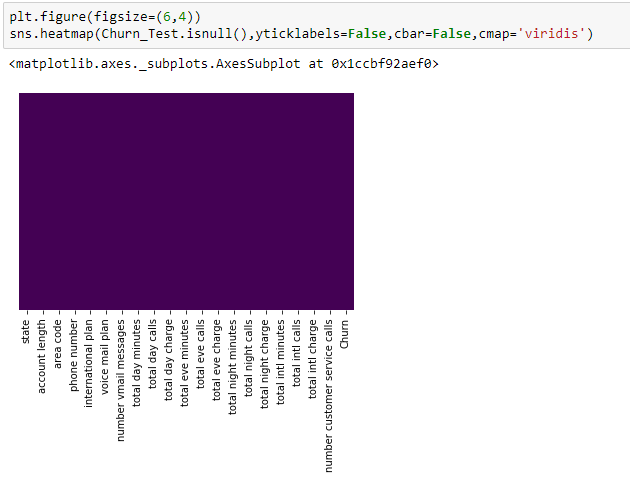 plt.figure(figsize=(6,4))
sns.heatmap(Churn_Test.isnull(),yticklabels=False,cbar=False,cmap='viridis')
<matplotlib.axes._subplots.AxesSubplot at 0x1ccbf92aef0>
state
account length
area code
phone number
international plan
voice mail plan
number vmail messages
total day minutes
total day calls
total day charge
total eve minutes
total eve calls
total eve charge
total night minutes
total night calls
total night charge
total intl minutes
total intl calls
total intl charge
number customer service calls
Churn